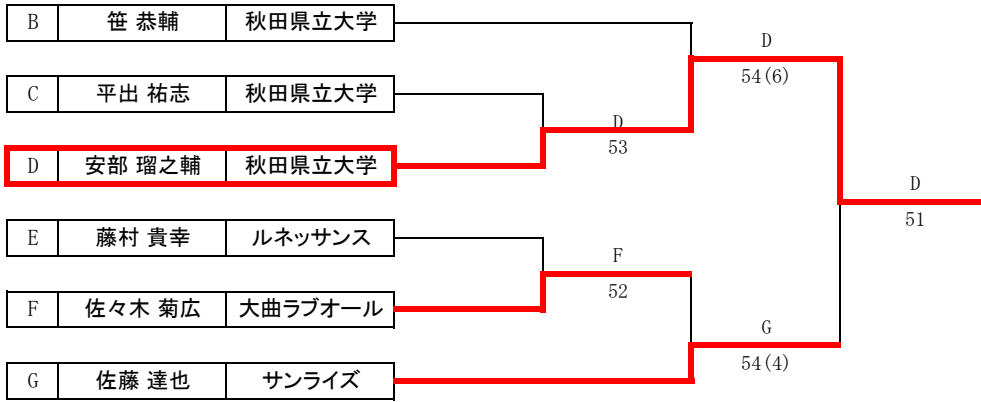 B 笹 恭輔 秋田県立大学
D
54(6)
C 平出 祐志 秋田県立大学
D
53
D 安部 瑠之輔 秋田県立大学
D
51
E 藤村 貴幸 ルネッサンス
F
52
F 佐々木 菊広 大曲ラブオール
G
54(4)
G 佐藤 達也 サンライズ